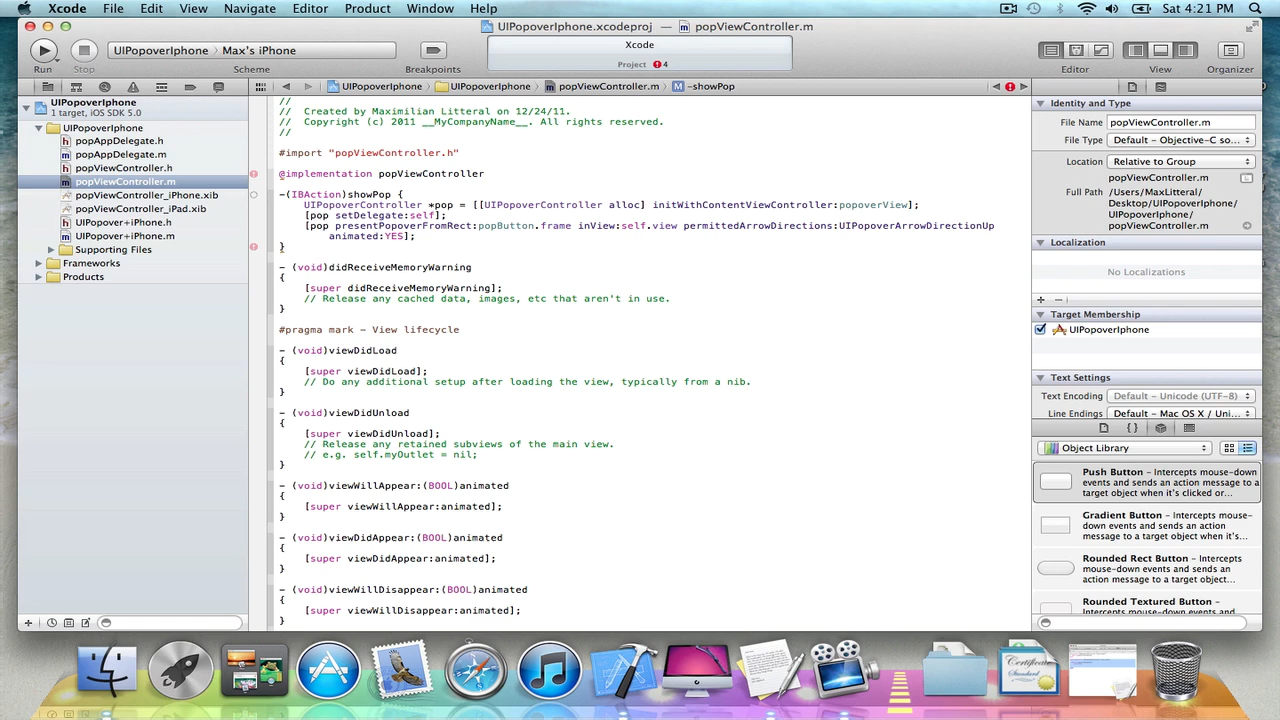 Xcode File Edit View Navigate Editor Product Window Help Sat 4:21 PM
UIPopoverIphone.xcodeproj — popViewController.m
UIPopoverIphone Max's iPhone
Xcode
Project 4
Run Stop Scheme Breakpoints Editor View Organizer
UIPopoverIphone UIPopoverIphone popViewController.m M -showPop
UIPopoverIphone
1 target, iOS SDK 5.0
UIPopoverIphone
h popAppDelegate.h
m popAppDelegate.m
h popViewController.h
m popViewController.m
popViewController_iPhone.xib
popViewController_iPad.xib
h UIPopover+iPhone.h
m UIPopover+iPhone.m
Supporting Files
Frameworks
Products
//
// Created by Maximilian Litteral on 12/24/11.
// Copyright (c) 2011 __MyCompanyName__. All rights reserved.
//
#import "popViewController.h"
@implementation popViewController
-(IBAction)showPop {
UIPopoverController *pop = [[UIPopoverController alloc] initWithContentViewController:popoverView];
[pop setDelegate:self];
[pop presentPopoverFromRect:popButton.frame inView:self.view permittedArrowDirections:UIPopoverArrowDirectionUp
animated:YES];
}
- (void)didReceiveMemoryWarning
{
[super didReceiveMemoryWarning];
// Release any cached data, images, etc that aren't in use.
}
#pragma mark - View lifecycle
- (void)viewDidLoad
{
[super viewDidLoad];
// Do any additional setup after loading the view, typically from a nib.
}
- (void)viewDidUnload
{
[super viewDidUnload];
// Release any retained subviews of the main view.
// e.g. self.myOutlet = nil;
}
- (void)viewWillAppear:(BOOL)animated
{
[super viewWillAppear:animated];
}
- (void)viewDidAppear:(BOOL)animated
{
[super viewDidAppear:animated];
}
- (void)viewWillDisappear:(BOOL)animated
{
[super viewWillDisappear:animated];
}
Identity and Type
File Name popViewController.m
File Type Default - Objective-C so...
Location Relative to Group
popViewController.m
Full Path /Users/MaxLitteral/
Desktop/UIPopoverIphone/
UIPopoverIphone/
popViewController.m
Localization
No Localizations
Target Membership
UIPopoverIphone
Text Settings
Text Encoding Default - Unicode (UTF-8)
Line Endings Default - Mac OS X / Uni...
Object Library
Push Button - Intercepts mouse-down
events and sends an action message to a
target object when it's clicked or...
Gradient Button - Intercepts mouse-
down events and sends an action
message to a target object when it's...
Rounded Rect Button - Intercepts
mouse-down events and sends an
action message to a target object...
Rounded Textured Button -